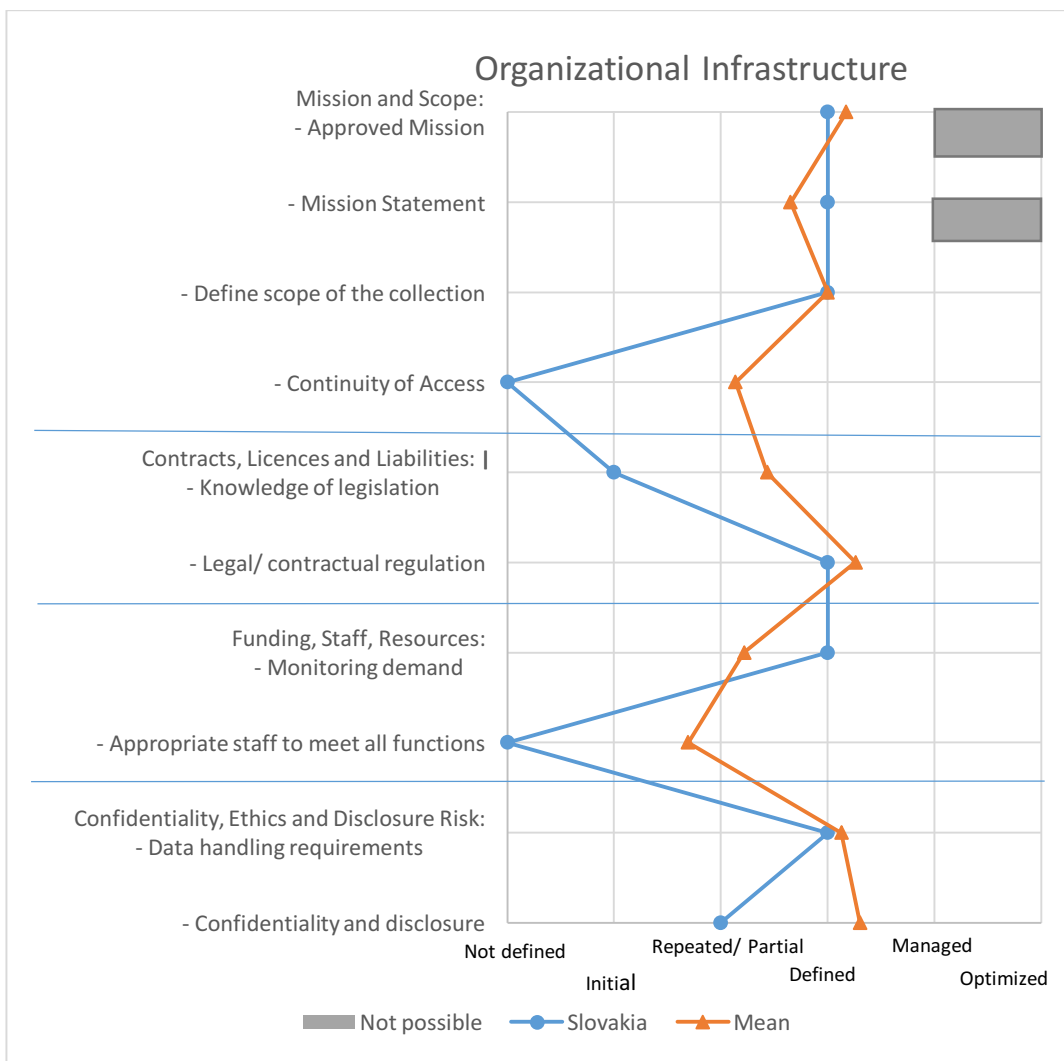 Organizational Infrastructure
Mission and Scope:
- Approved Mission
- Mission Statement
- Define scope of the collection
- Continuity of Access
Contracts, Licences and Liabilities: |
- Knowledge of legislation
- Legal/ contractual regulation
Funding, Staff, Resources:
- Monitoring demand
- Appropriate staff to meet all functions
Confidentiality, Ethics and Disclosure Risk:
- Data handling requirements
- Confidentiality and disclosure
Not defined
Initial
Repeated/ Partial
Defined
Managed
Optimized
Not possible
Slovakia
Mean